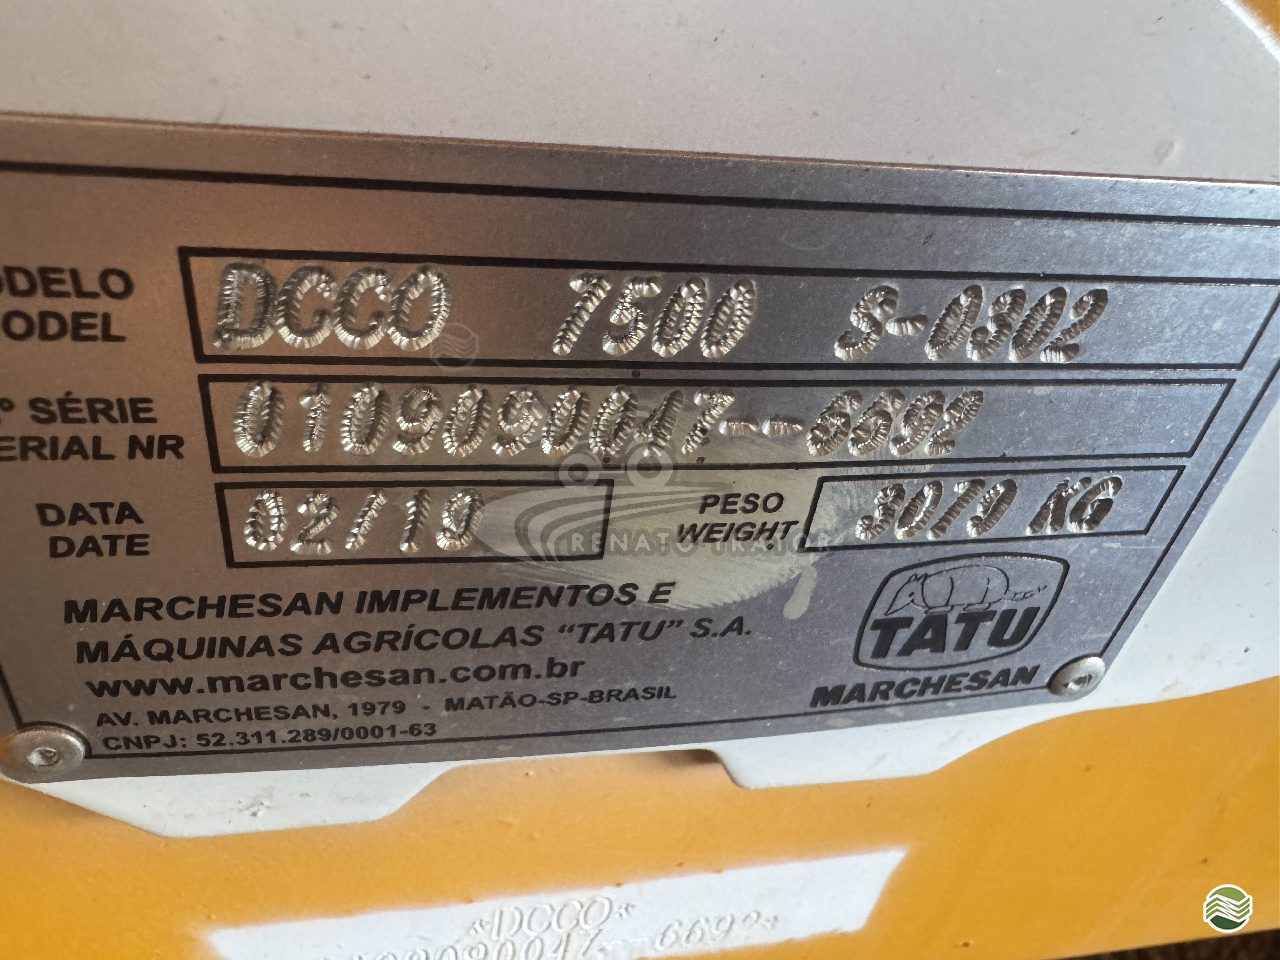 ODELO
ODEL
DCCO 7500 S-0302
º SÉRIE
ERIAL NR
DATA
DATE
02/10
PESO
WEIGHT
3079 KG
MARCHESAN IMPLEMENTOS E
MÁQUINAS AGRÍCOLAS “TATU” S.A.
www.marchesan.com.br
AV. MARCHESAN, 1979 - MATÃO-SP-BRASIL
CNPJ: 52.311.289/0001-63
TATU
MARCHESAN
RENATO TRATOR
*DCCO*